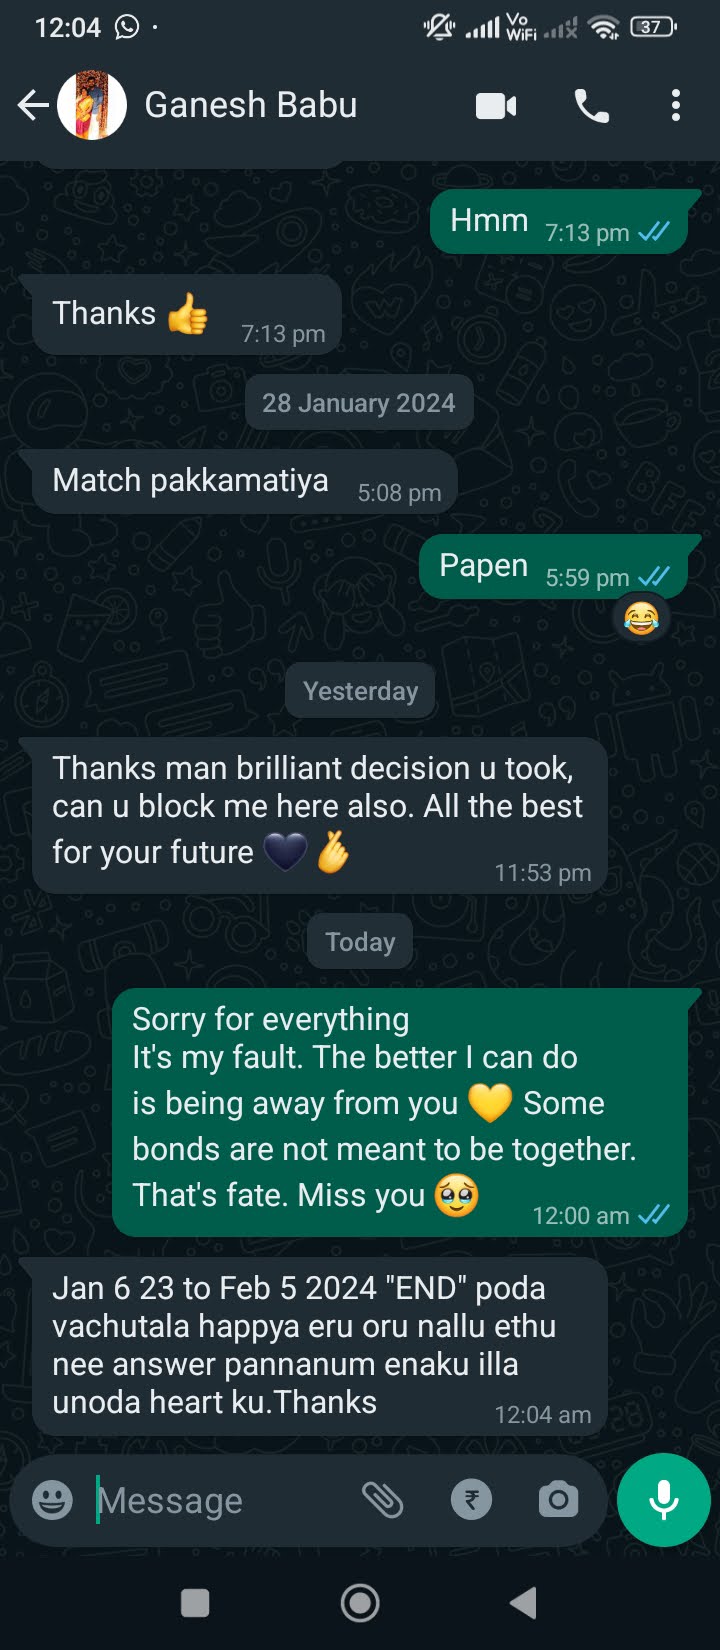 12:04
Vo
WiFi
37
Ganesh Babu
Hmm 7:13 pm
Thanks 👍 7:13 pm
28 January 2024
Match pakkamatiya 5:08 pm
Papen 5:59 pm
😂
Yesterday
Thanks man brilliant decision u took,
can u block me here also. All the best
for your future 🖤🫰
11:53 pm
Today
Sorry for everything
It's my fault. The better I can do
is being away from you 💛 Some
bonds are not meant to be together.
That's fate. Miss you 🥹
12:00 am
Jan 6 23 to Feb 5 2024 "END" poda
vachutala happya eru oru nallu ethu
nee answer pannanum enaku illa
unoda heart ku.Thanks
12:04 am
Message
₹